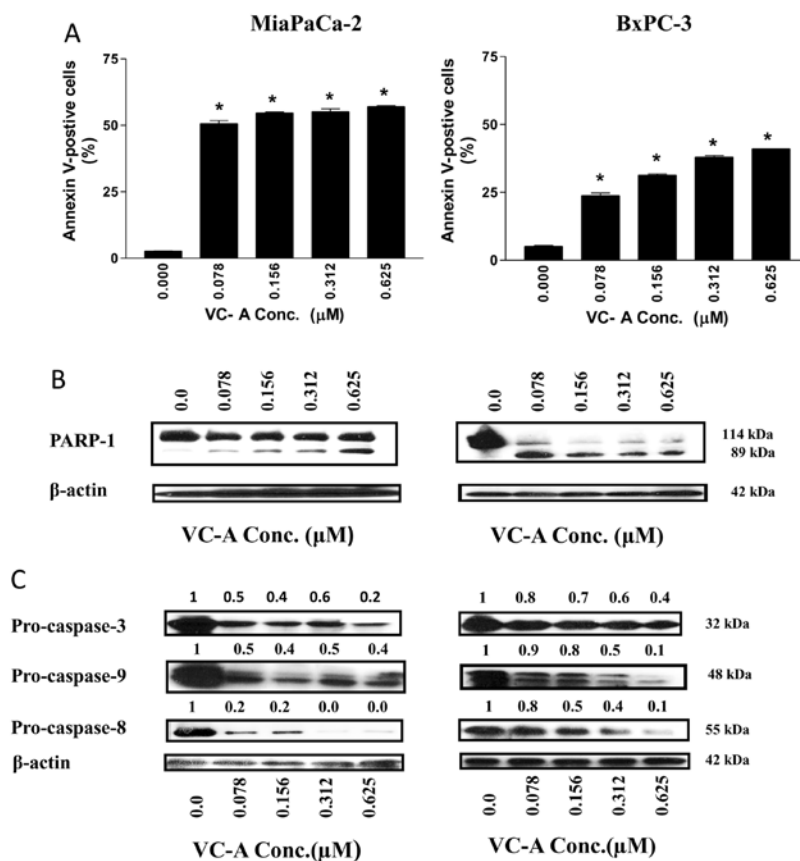 A
MiaPaCa-2
BxPC-3
Annexin V-postive cells
(%)
75
50
25
0
*
*
*
*
0.000
0.078
0.156
0.312
0.625
VC- A Conc. (µM)
Annexin V-postive cells
(%)
75
50
25
0
*
*
*
*
0.000
0.078
0.156
0.312
0.625
VC- A Conc. (µM)
B
0.0 0.078 0.156 0.312 0.625
0.0 0.078 0.156 0.312 0.625
PARP-1
114 kDa
89 kDa
β-actin
42 kDa
VC-A Conc. (µM)
VC-A Conc. (µM)
C
1 0.5 0.4 0.6 0.2
1 0.8 0.7 0.6 0.4
Pro-caspase-3
32 kDa
1 0.5 0.4 0.5 0.4
1 0.9 0.8 0.5 0.1
Pro-caspase-9
48 kDa
1 0.2 0.2 0.0 0.0
1 0.8 0.5 0.4 0.1
Pro-caspase-8
55 kDa
β-actin
42 kDa
0.0 0.078 0.156 0.312 0.625
0.0 0.078 0.156 0.312 0.625
VC-A Conc.(µM)
VC-A Conc.(µM)